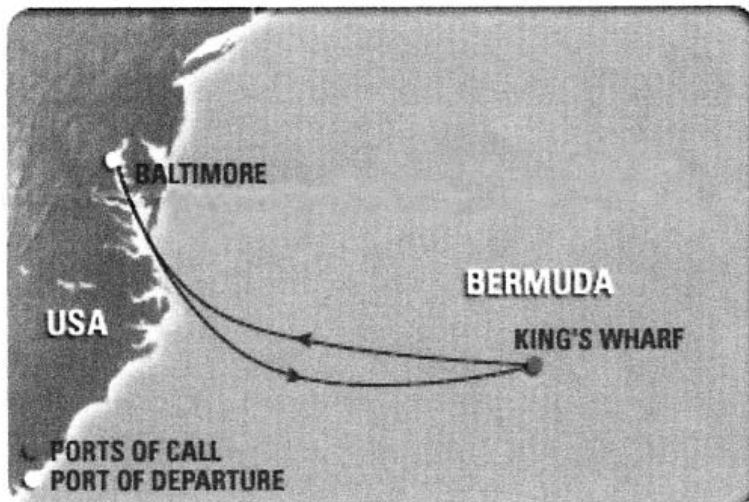 BALTIMORE
BERMUDA
USA
KING'S WHARF
PORTS OF CALL
PORT OF DEPARTURE